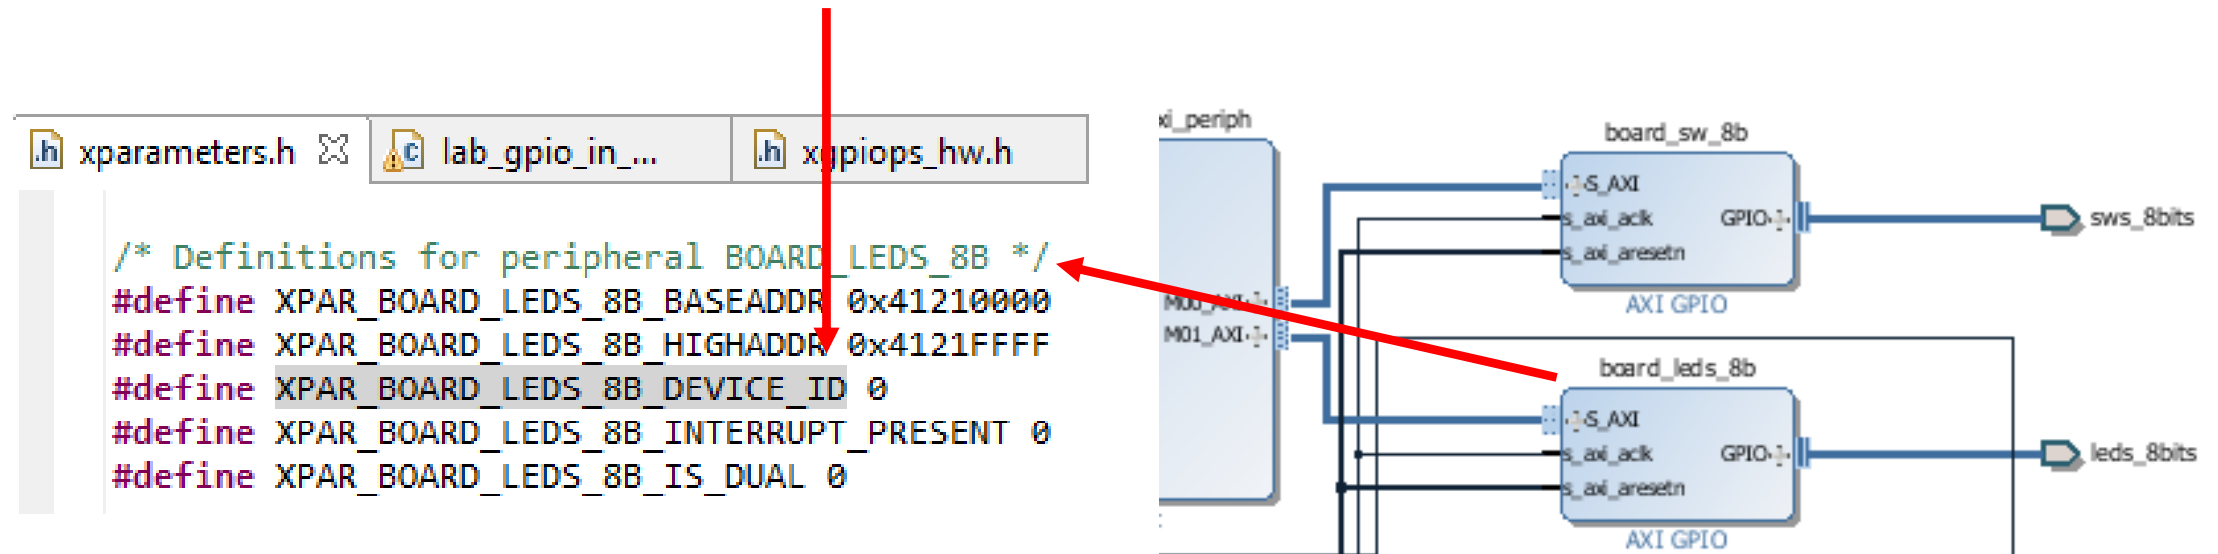 xparameters.h
lab_gpio_in_...
xgpiops_hw.h
/* Definitions for peripheral BOARD_LEDS_8B */
#define XPAR_BOARD_LEDS_8B_BASEADDR 0x41210000
#define XPAR_BOARD_LEDS_8B_HIGHADDR 0x4121FFFF
#define XPAR_BOARD_LEDS_8B_DEVICE_ID 0
#define XPAR_BOARD_LEDS_8B_INTERRUPT_PRESENT 0
#define XPAR_BOARD_LEDS_8B_IS_DUAL 0
xi_periph
M00_AXI
M01_AXI
board_sw_8b
S_AXI
s_axi_aclk
s_axi_aresetn
GPIO
AXI GPIO
sws_8bits
board_leds_8b
S_AXI
s_axi_aclk
s_axi_aresetn
GPIO
AXI GPIO
leds_8bits